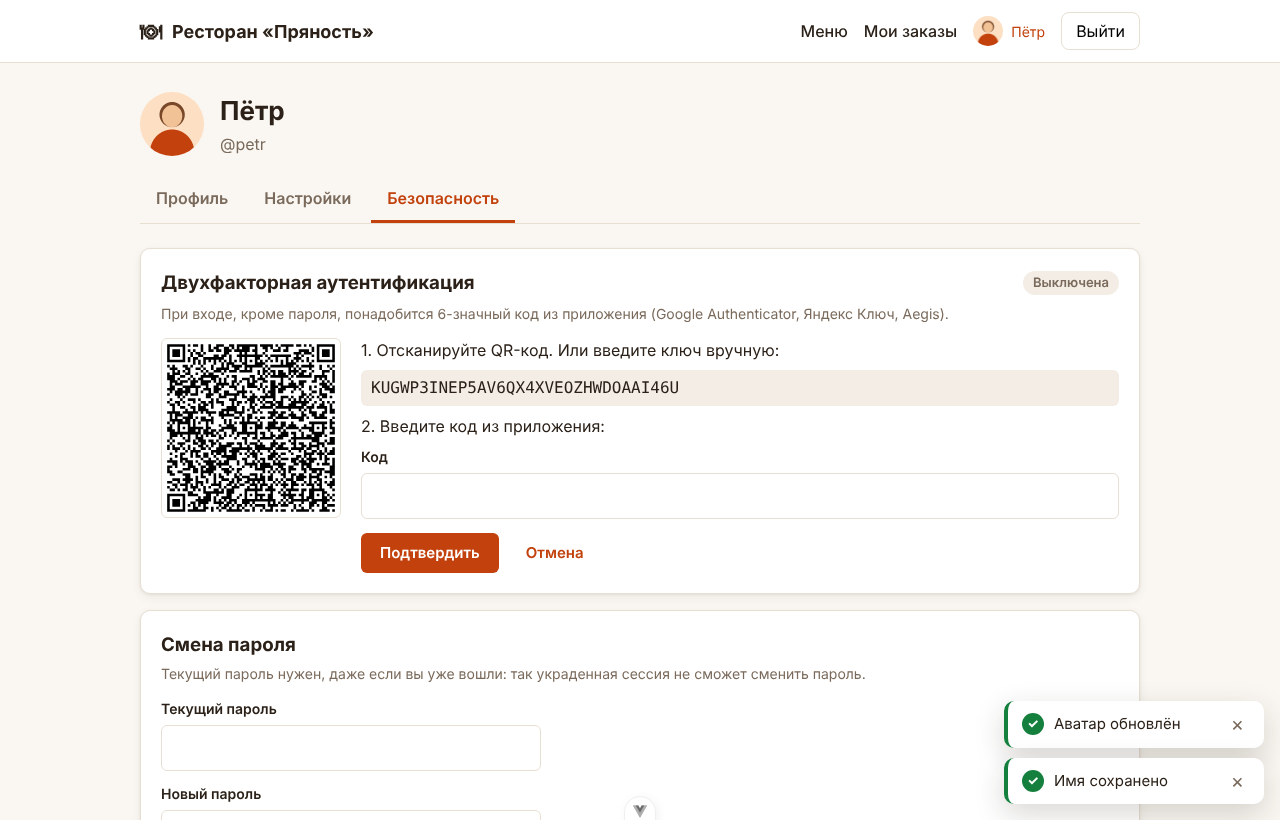 Ресторан «Пряность»
Меню
Мои заказы
Пётр
Выйти
Пётр
@petr
Профиль
Настройки
Безопасность
Двухфакторная аутентификация
Выключена
При входе, кроме пароля, понадобится 6-значный код из приложения (Google Authenticator, Яндекс Ключ, Aegis).
1. Отсканируйте QR-код. Или введите ключ вручную:
KUGWP3INEP5AV6QX4XVEOZHWDOAAI46U
2. Введите код из приложения:
Код
Подтвердить
Отмена
Смена пароля
Текущий пароль нужен, даже если вы уже вошли: так украденная сессия не сможет сменить пароль.
Текущий пароль
Новый пароль
Аватар обновлён
Имя сохранено